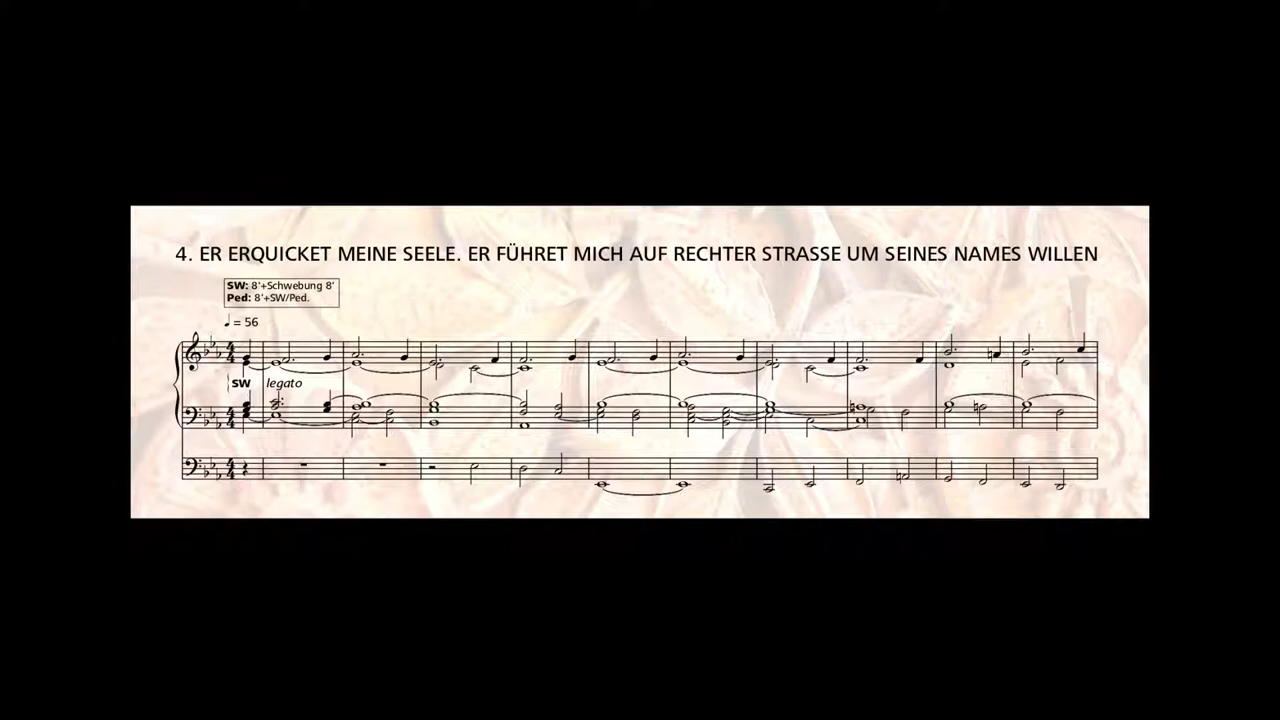 4. ER ERQUICKET MEINE SEELE. ER FÜHRET MICH AUF RECHTER STRASSE UM SEINES NAMES WILLEN
SW: 8'+Schwebung 8'
Ped: 8'+SW/Ped.
♩ = 56
SW legato